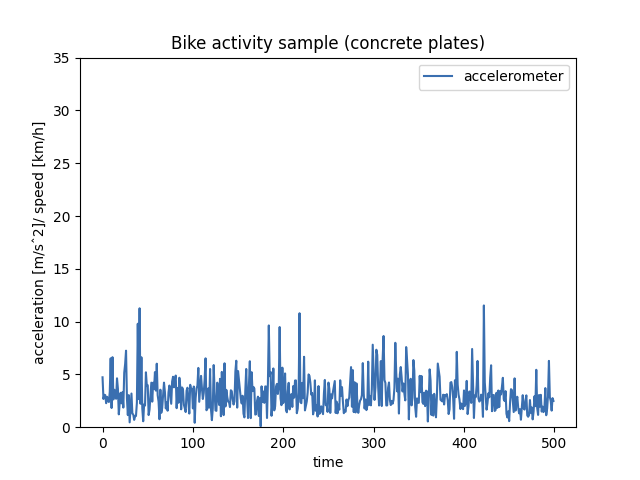 Bike activity sample (concrete plates)
accelerometer
35
30
25
20
15
10
5
0
acceleration [m/s^2]/ speed [km/h]
0 100 200 300 400 500
time